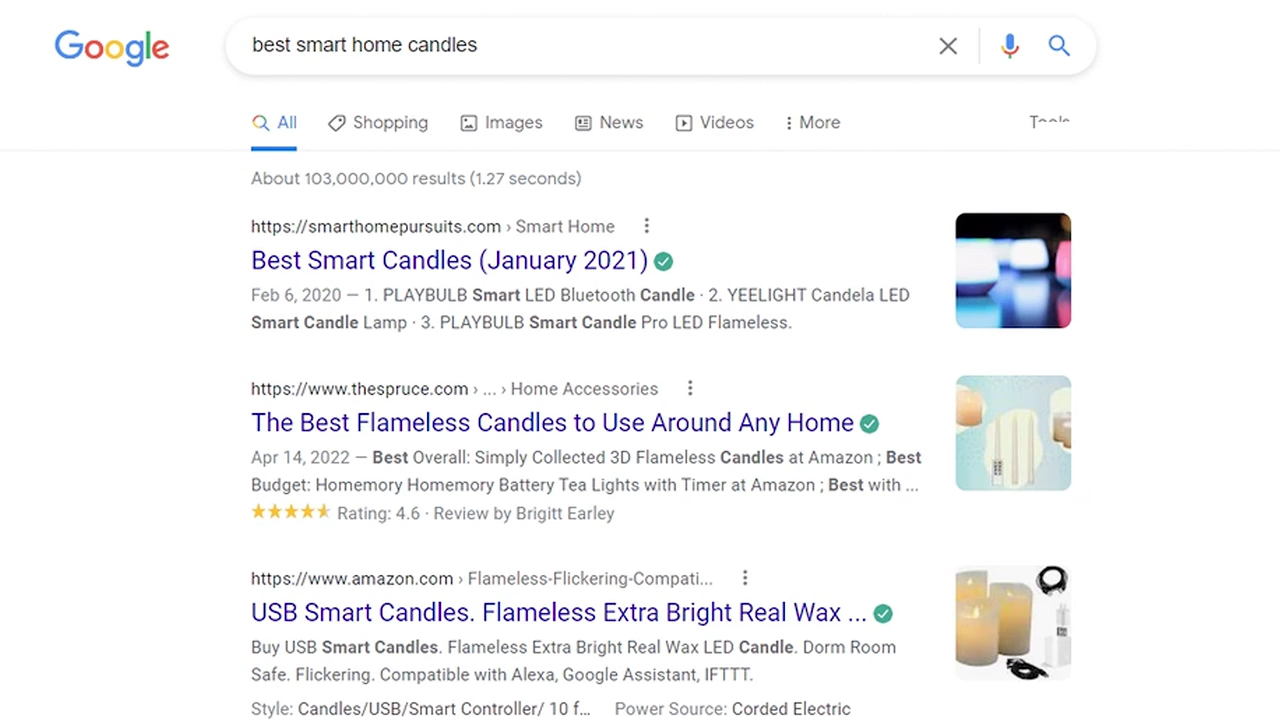 Google
best smart home candles
All Shopping Images News Videos More Tools
About 103,000,000 results (1.27 seconds)
https://smarthomepursuits.com › Smart Home
Best Smart Candles (January 2021)
Feb 6, 2020 — 1. PLAYBULB Smart LED Bluetooth Candle · 2. YEELIGHT Candela LED
Smart Candle Lamp · 3. PLAYBULB Smart Candle Pro LED Flameless.
https://www.thespruce.com › ... › Home Accessories
The Best Flameless Candles to Use Around Any Home
Apr 14, 2022 — Best Overall: Simply Collected 3D Flameless Candles at Amazon ; Best
Budget: Homemory Homemory Battery Tea Lights with Timer at Amazon ; Best with ...
Rating: 4.6 · Review by Brigitt Earley
https://www.amazon.com › Flameless-Flickering-Compati...
USB Smart Candles. Flameless Extra Bright Real Wax ...
Buy USB Smart Candles. Flameless Extra Bright Real Wax LED Candle. Dorm Room
Safe. Flickering. Compatible with Alexa, Google Assistant, IFTTT.
Style: Candles/USB/Smart Controller/ 10 f... Power Source: Corded Electric